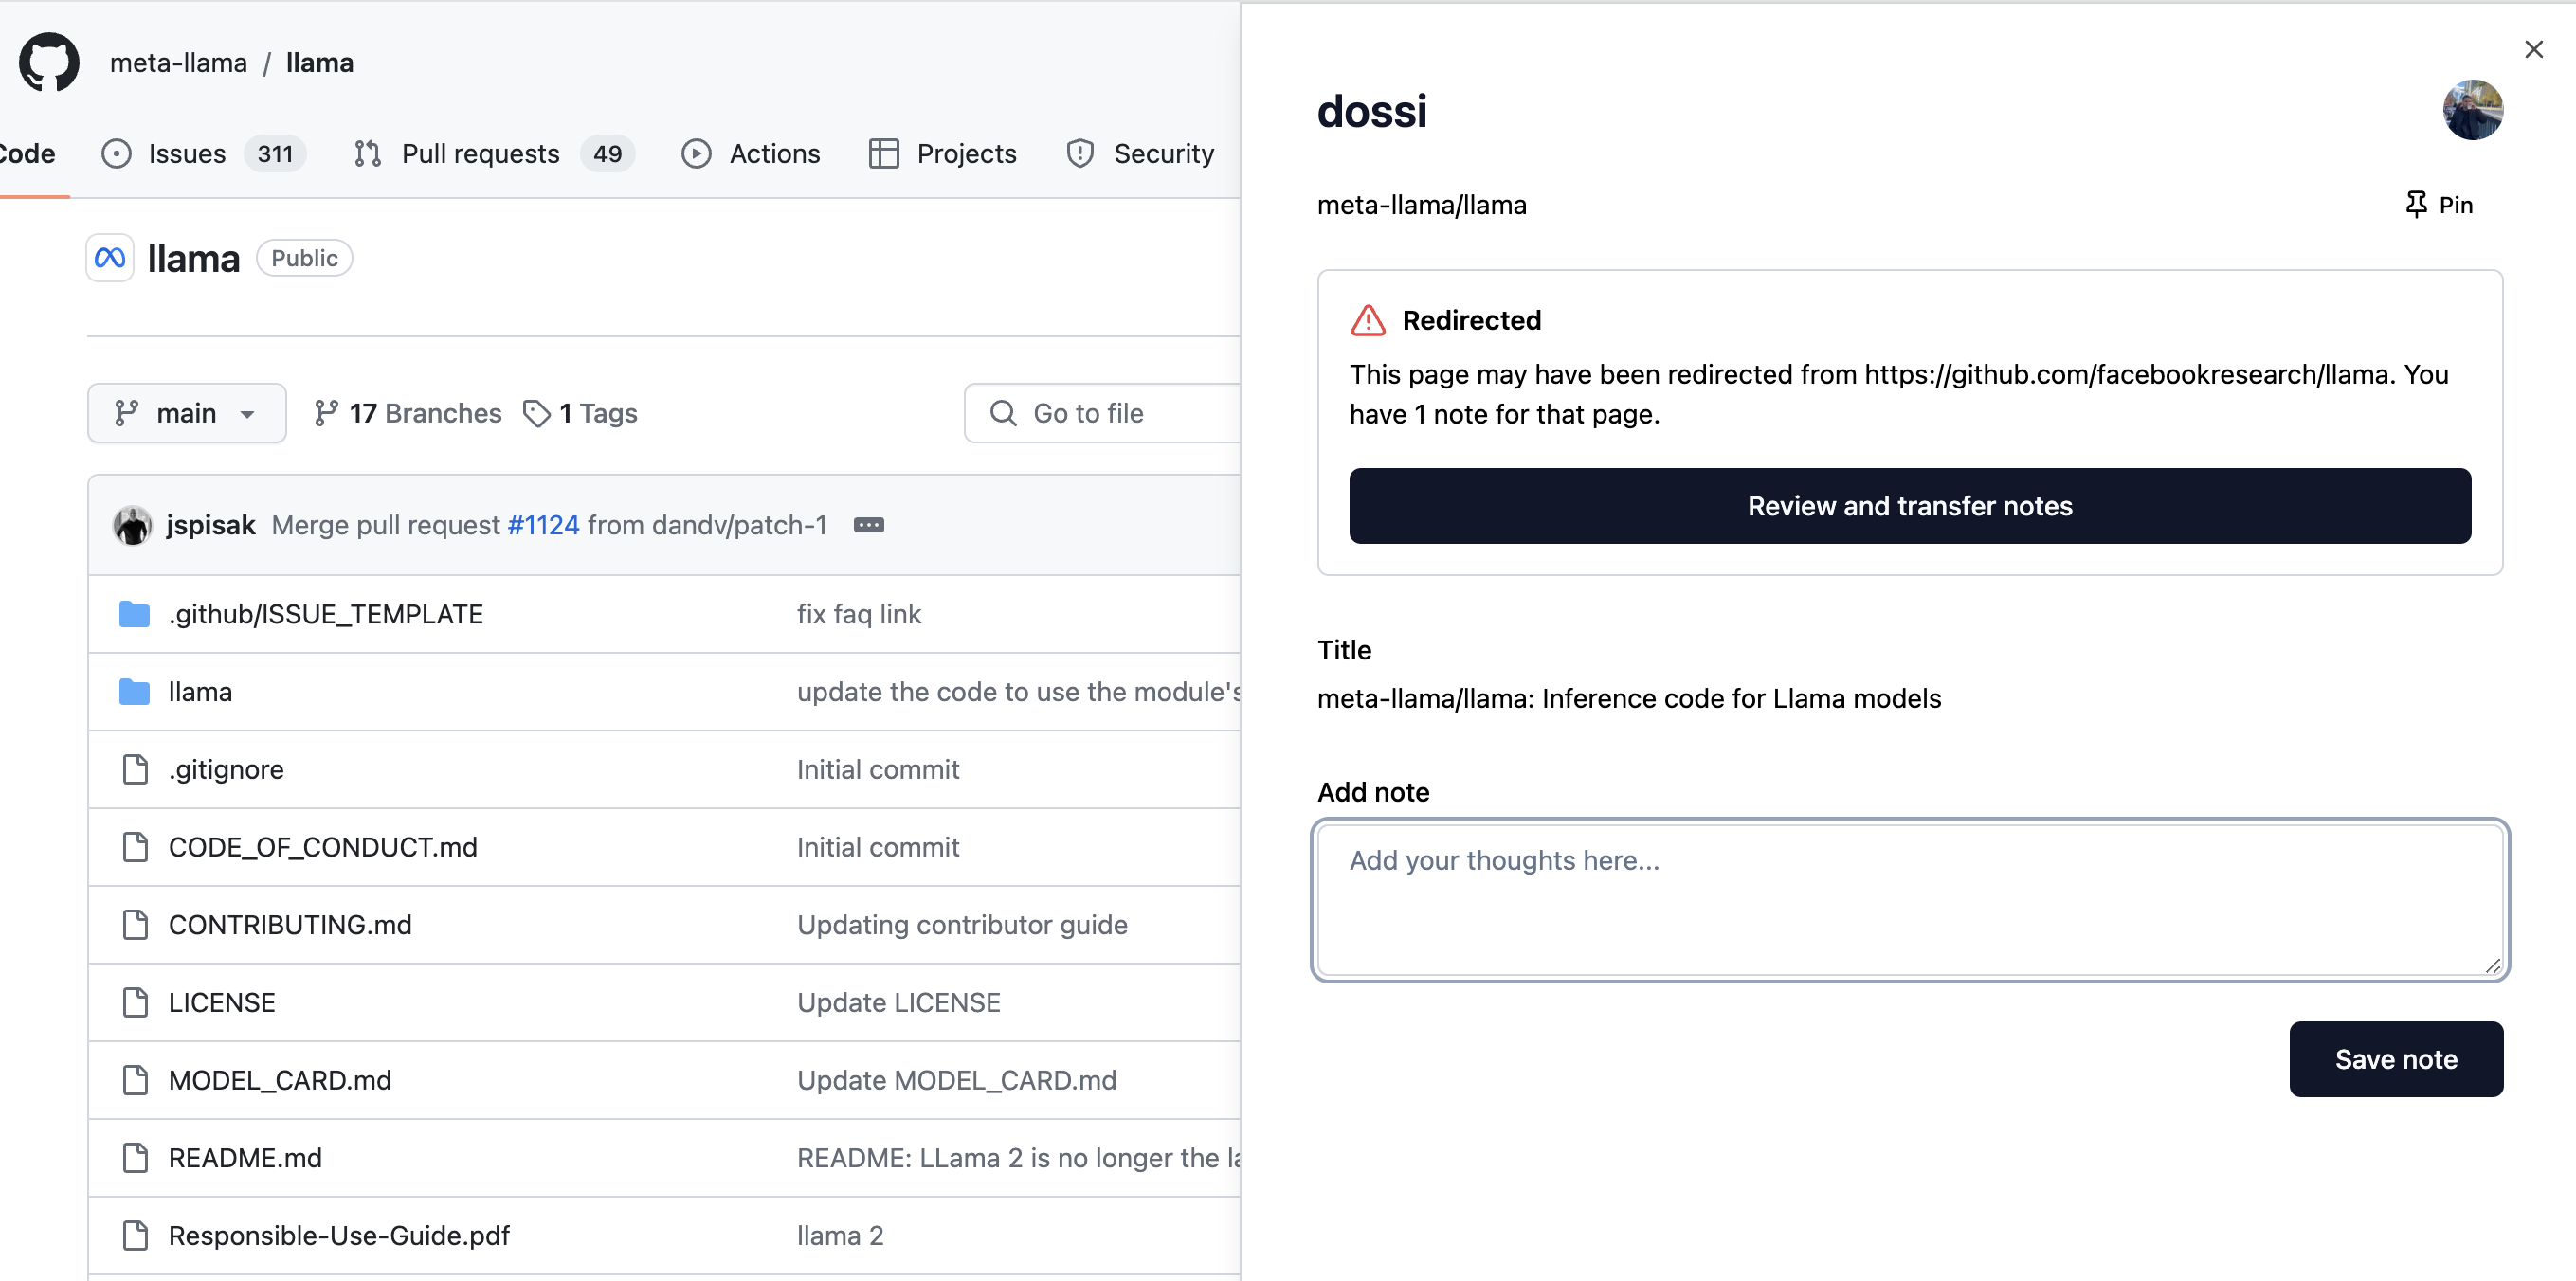 meta-llama / llama
Code
Issues 311
Pull requests 49
Actions
Projects
Security
llama Public
main
17 Branches
1 Tags
Go to file
jspisak Merge pull request #1124 from dandv/patch-1
.github/ISSUE_TEMPLATE fix faq link
llama update the code to use the module's
.gitignore Initial commit
CODE_OF_CONDUCT.md Initial commit
CONTRIBUTING.md Updating contributor guide
LICENSE Update LICENSE
MODEL_CARD.md Update MODEL_CARD.md
README.md README: LLama 2 is no longer the la
Responsible-Use-Guide.pdf llama 2
dossi
meta-llama/llama
Pin
Redirected
This page may have been redirected from https://github.com/facebookresearch/llama. You
have 1 note for that page.
Review and transfer notes
Title
meta-llama/llama: Inference code for Llama models
Add note
Add your thoughts here...
Save note